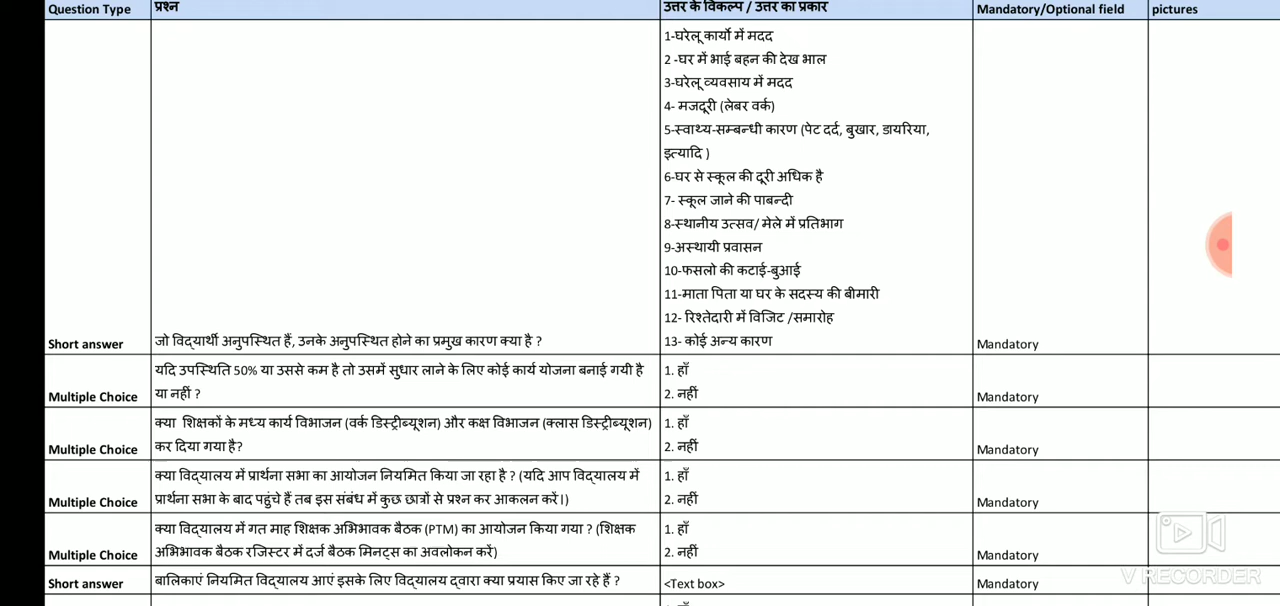 Question Type प्रश्न उत्तर के विकल्प / उत्तर का प्रकार Mandatory/Optional field pictures
1-घरेलू कार्यो में मदद
2 -घर में भाई बहन की देख भाल
3-घरेलू व्यवसाय में मदद
4- मजदूरी (लेबर वर्क)
5-स्वाथ्य-सम्बन्धी कारण (पेट दर्द, बुखार, डायरिया,
इत्यादि )
6-घर से स्कूल की दूरी अधिक है
7- स्कूल जाने की पाबन्दी
8-स्थानीय उत्सव/ मेले में प्रतिभाग
9-अस्थायी प्रवासन
10-फसलो की कटाई-बुआई
11-माता पिता या घर के सदस्य की बीमारी
12- रिश्तेदारी में विजिट /समारोह
13- कोई अन्य कारण
Short answer जो विद्यार्थी अनुपस्थित हैं, उनके अनुपस्थित होने का प्रमुख कारण क्या है ? Mandatory
यदि उपस्थिति 50% या उससे कम है तो उसमें सुधार लाने के लिए कोई कार्य योजना बनाई गयी है 1. हाँ
Multiple Choice या नहीं ? 2. नहीं Mandatory
क्या शिक्षकों के मध्य कार्य विभाजन (वर्क डिस्ट्रीब्यूशन) और कक्ष विभाजन (क्लास डिस्ट्रीब्यूशन) 1. हाँ
Multiple Choice कर दिया गया है? 2. नहीं Mandatory
क्या विद्यालय में प्रार्थना सभा का आयोजन नियमित किया जा रहा है ? (यदि आप विद्यालय में 1. हाँ
Multiple Choice प्रार्थना सभा के बाद पहुंचे हैं तब इस संबंध में कुछ छात्रों से प्रश्न कर आकलन करें।) 2. नहीं Mandatory
क्या विद्यालय में गत माह शिक्षक अभिभावक बैठक (PTM) का आयोजन किया गया ? (शिक्षक 1. हाँ
Multiple Choice अभिभावक बैठक रजिस्टर में दर्ज बैठक मिनट्स का अवलोकन करें) 2. नहीं Mandatory
Short answer बालिकाएं नियमित विद्यालय आएं इसके लिए विद्यालय द्वारा क्या प्रयास किए जा रहे हैं ? <Text box> Mandatory
V RECORDER